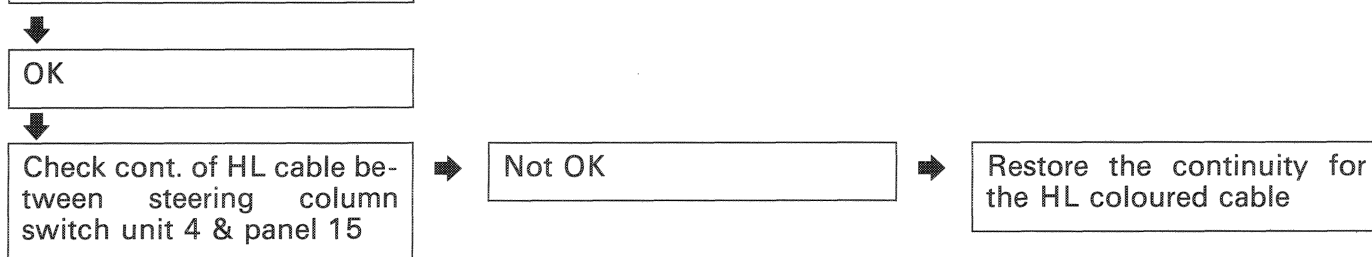 OK
Check cont. of HL cable be-
tween steering column
switch unit 4 & panel 15
Not OK
Restore the continuity for
the HL coloured cable